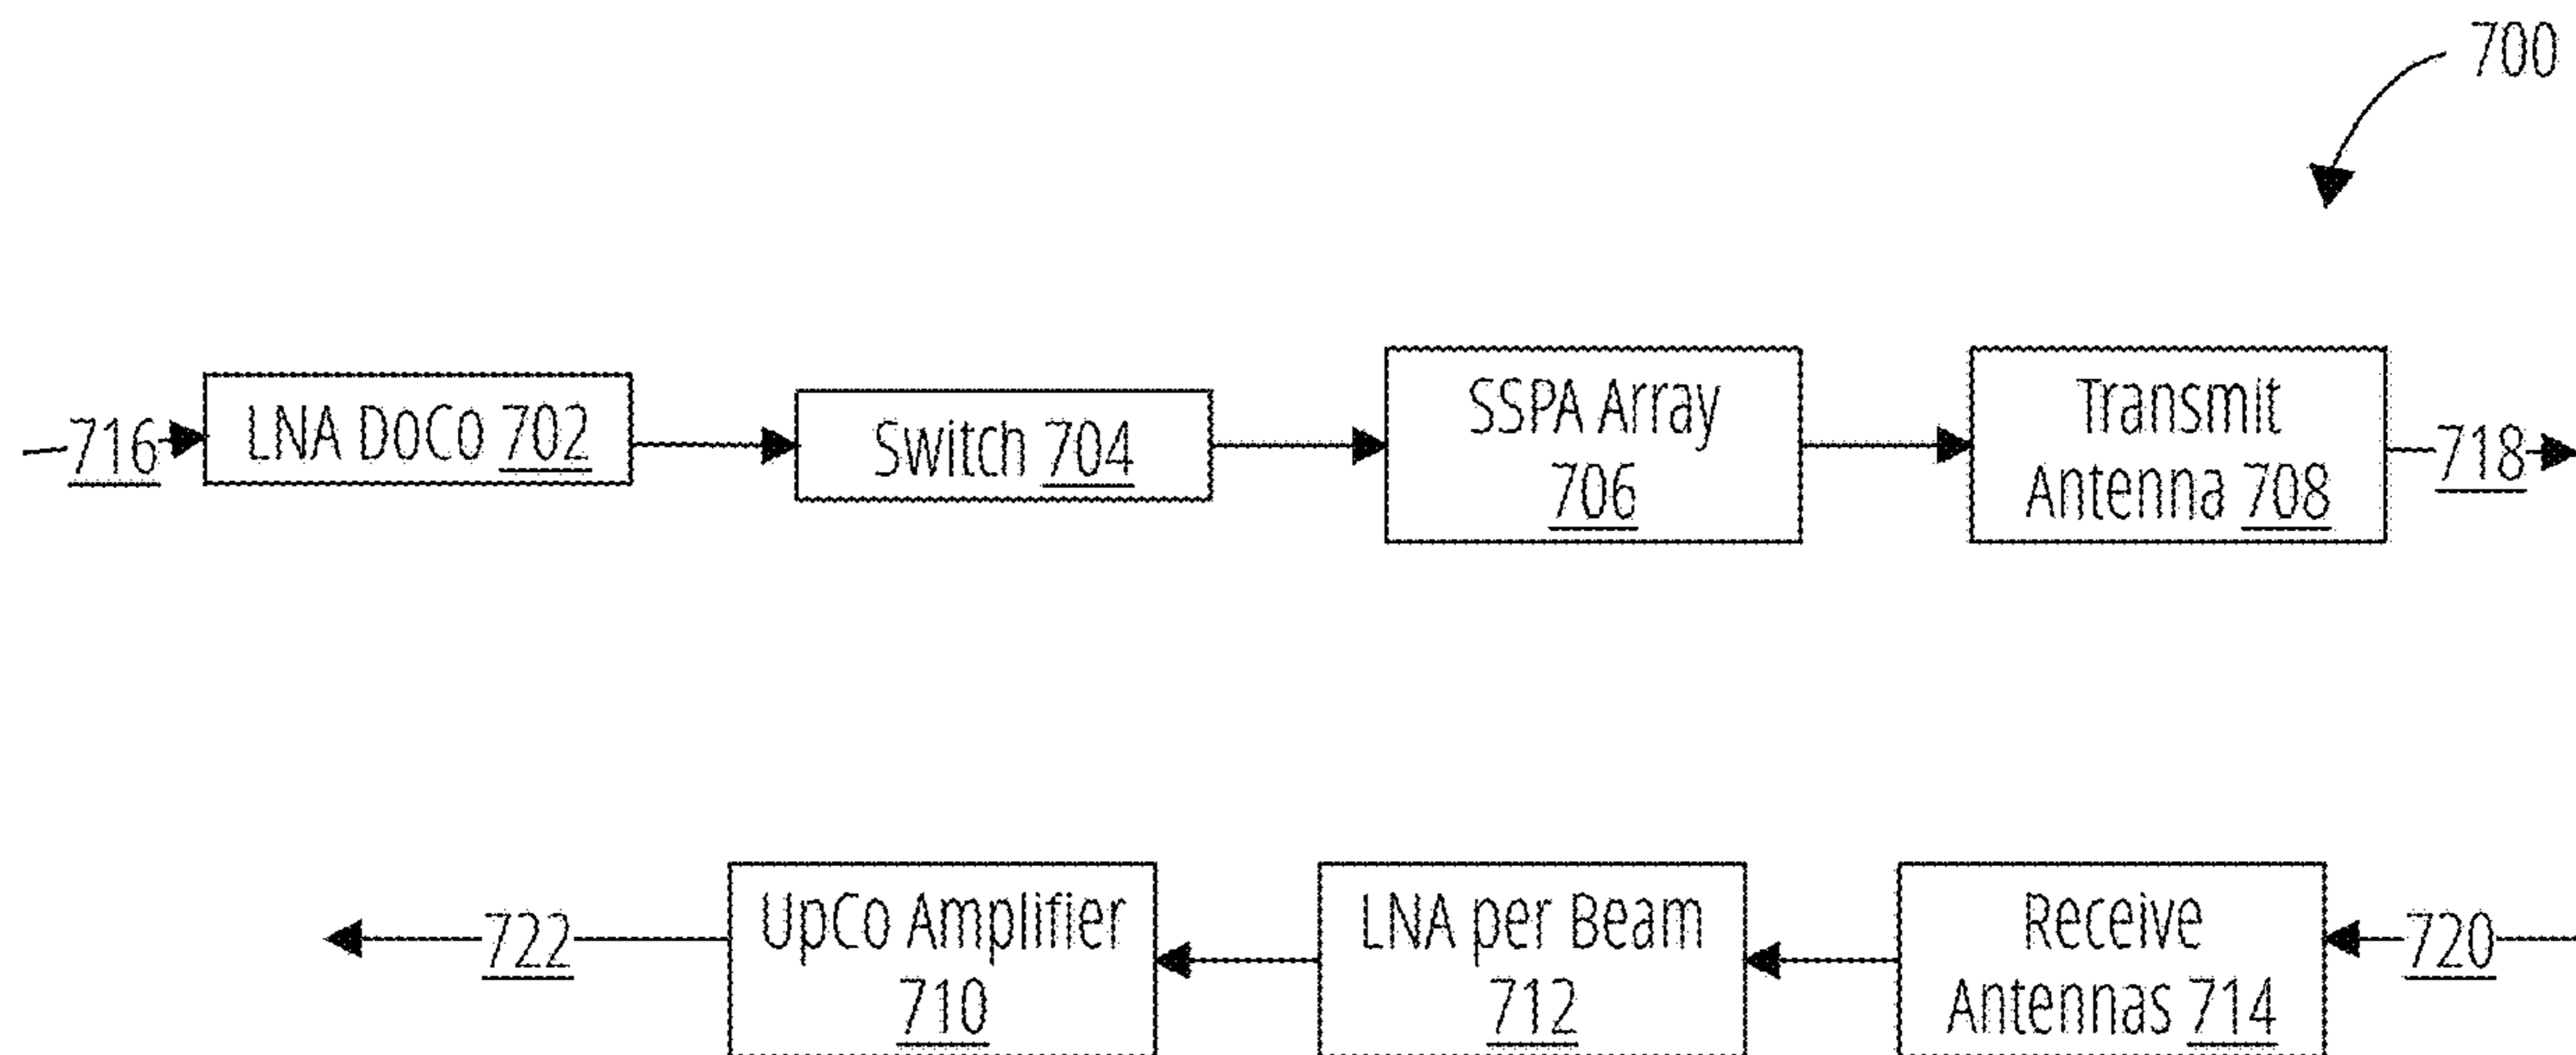 700
716
LNA DoCo 702
Switch 704
SSPA Array
706
Transmit
Antenna 708
718
722
UpCo Amplifier
710
LNA per Beam
712
Receive
Antennas 714
720